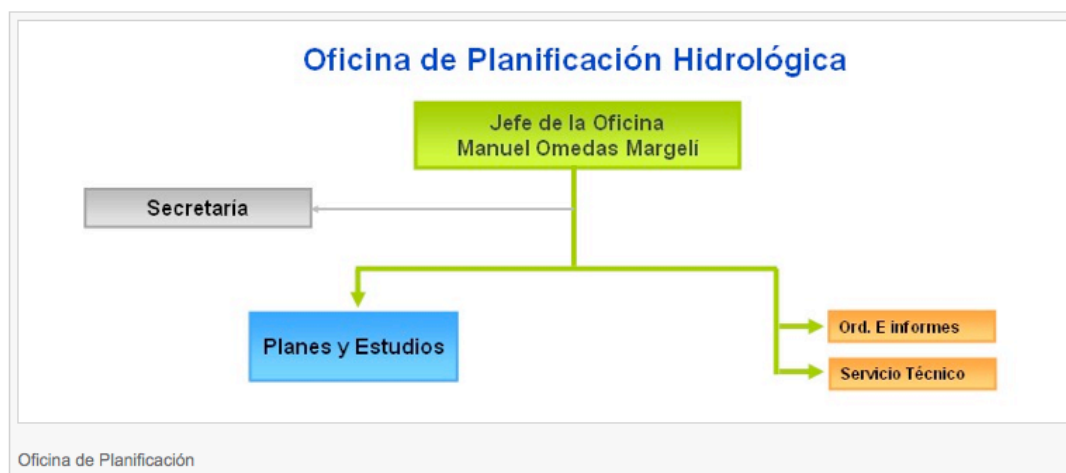 Oficina de Planificación Hidrológica
Jefe de la Oficina
Manuel Omedas Margelí
Secretaría
Planes y Estudios
Ord. E informes
Servicio Técnico
Oficina de Planificación